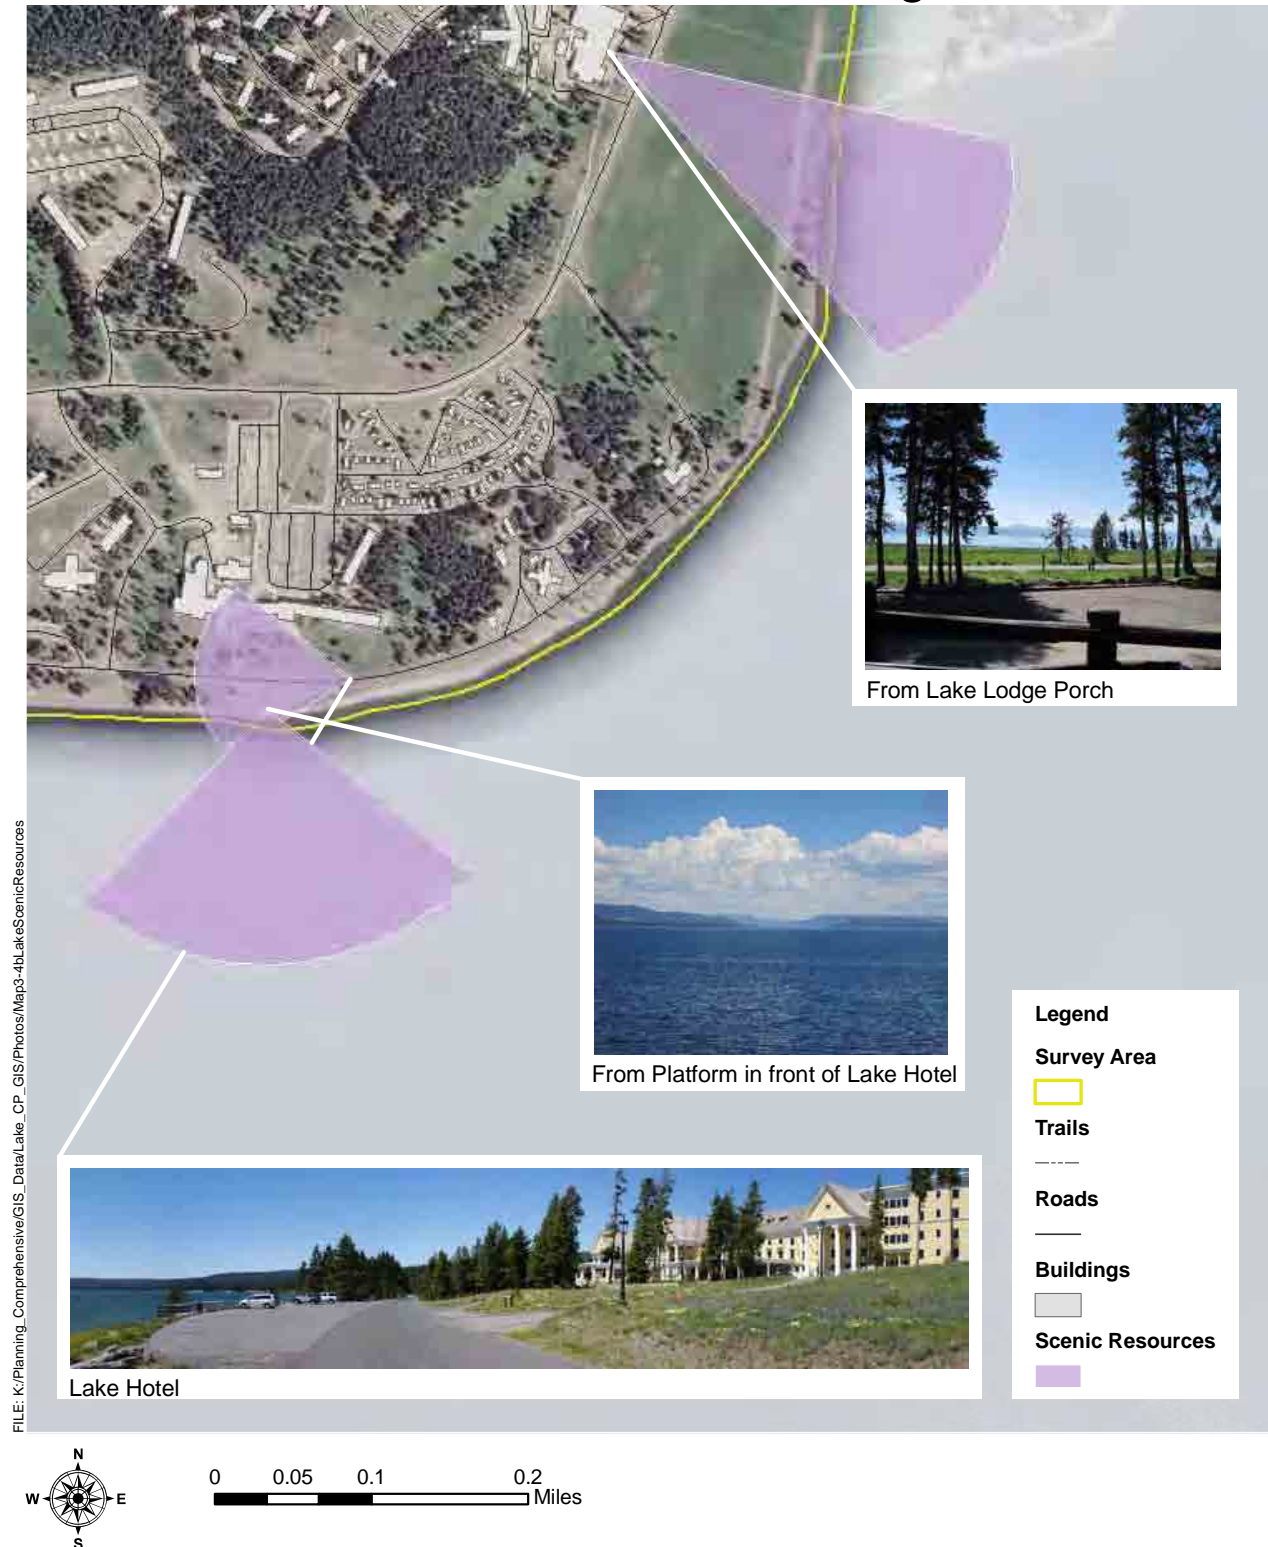 From Lake Lodge Porch
From Platform in front of Lake Hotel
Lake Hotel
Legend
Survey Area
Trails
Roads
Buildings
Scenic Resources
FILE: K:/Planning_Comprehensive/GIS_Data/Lake_CP_GIS/Photos/Map3-4bLakeScenicResources
N
W
E
S
0 0.05 0.1 0.2
Miles